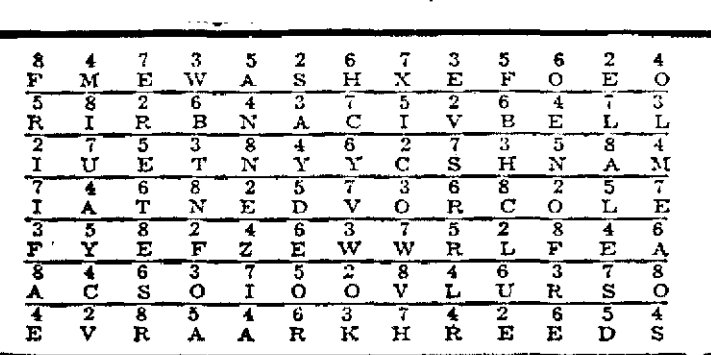 8 4 7 3 5 2 6 7 3 5 6 2 4
F M E W A S H X E F O E O
5 8 2 6 4 3 7 5 2 6 4 7 3
R I R B N A C I V B E L L
2 7 5 3 8 4 6 2 7 3 5 8 4
I U E T N Y Y C S H N A M
7 4 6 8 2 5 7 3 6 8 2 5 7
I A T N E D V O R C O L E
3 5 8 2 4 6 3 7 5 2 8 4 6
F Y E F Z E W W R L F E A
8 4 6 3 7 5 2 8 4 6 3 7 8
A C S O I O O V L U R S O
4 2 8 5 4 6 3 7 4 2 6 5 4
E V R A A R K H R E E D S